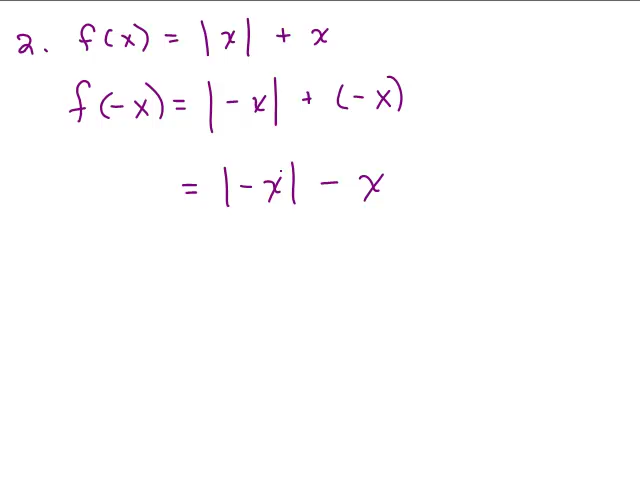 2. f(x) = |x| + x
f(-x) = |-x| + (-x)
= |-x| - x